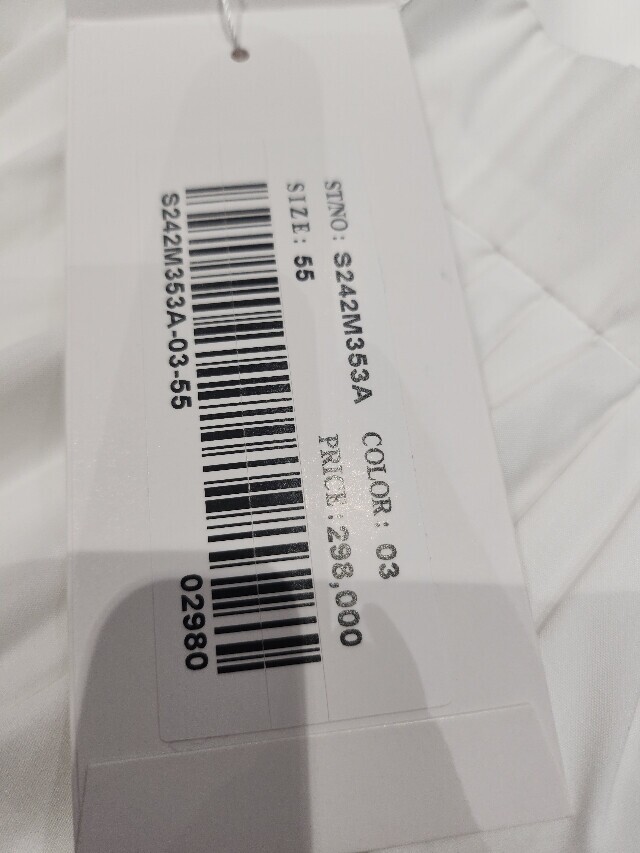 ST/NO: S242M353A COLOR: 03
SIZE: 55 PRICE: 298,000
S242M353A-03-55 02980